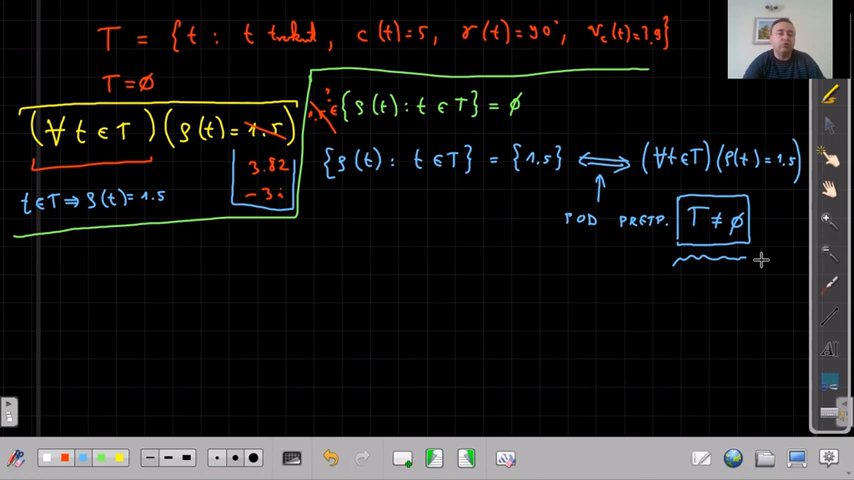 T = {t : t trokut, c(t)=5, γ(t)=90°, v_c(t)=7.9}
T=∅
(∀ t ∈ T)(ρ(t) = 1.5)
3.82
-3i
t∈T ⇒ ρ(t)=1.5
?
1.5 ∈ {ρ(t) : t ∈ T} = ∅
{ρ(t) : t ∈ T} = {1.5} ⟺ (∀t∈T)(ρ(t)=1.5)
POD PRETP. T ≠ ∅